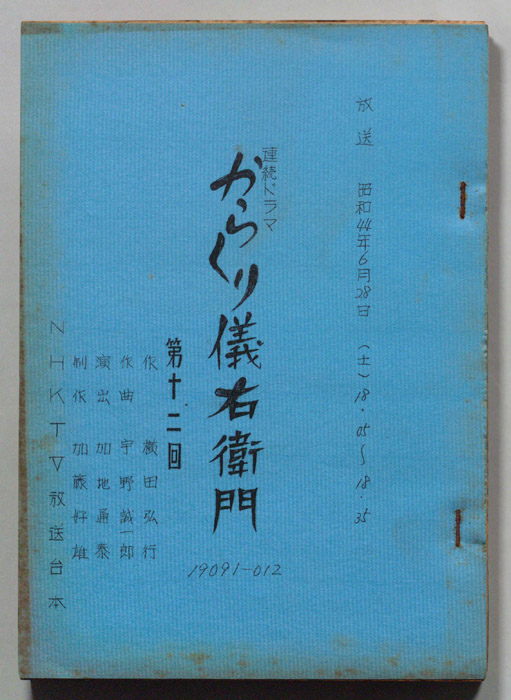 放送 昭和44年6月28日 (土) 18.05〜18.35
連続ドラマ
からくり儀右衛門
第十二回
作 横田弘行
作曲 宇野誠一郎
演出 加地通泰
制作 加藤好雄
NHKTV放送台本
19091-012